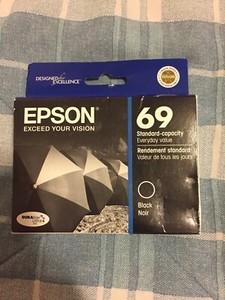 DESIGNED for Excellence
EPSON
EXCEED YOUR VISION
69
Standard-capacity
Everyday value
Rendement standard
Valeur de tous les jours
Black
Noir
DURABrite